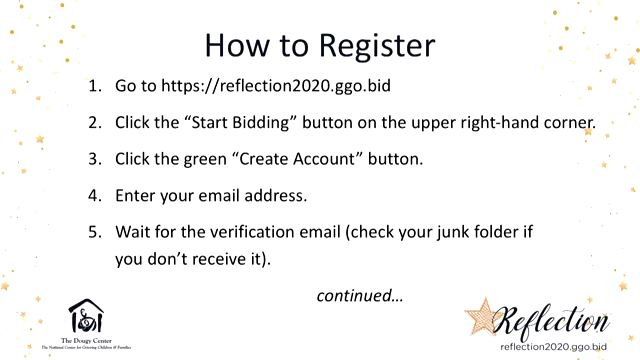 How to Register
1. Go to https://reflection2020.ggo.bid
2. Click the “Start Bidding” button on the upper right-hand corner.
3. Click the green “Create Account” button.
4. Enter your email address.
5. Wait for the verification email (check your junk folder if
you don’t receive it).
continued...
The Dougy Center
The National Center for Grieving Children & Families
Reflection
reflection2020.ggo.bid